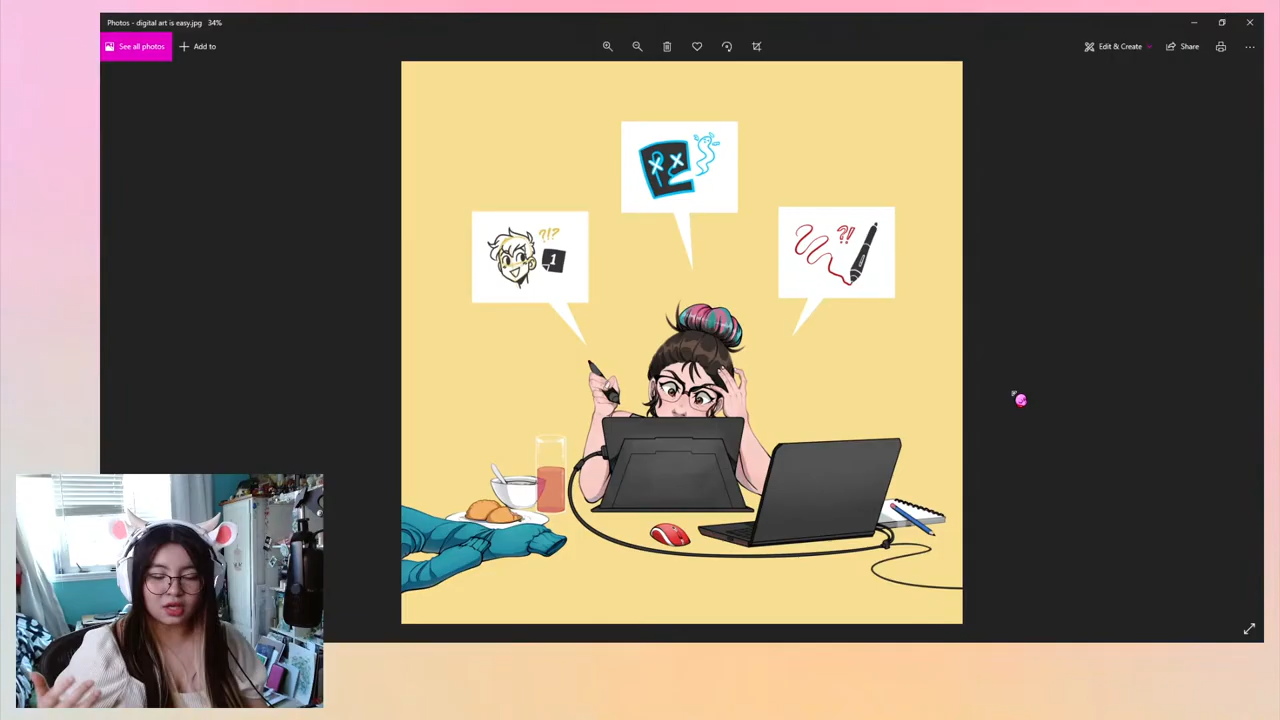 Photos - digital art is easy.jpg 34%
See all photos
Add to
Edit & Create
Share
?!?
1
?!